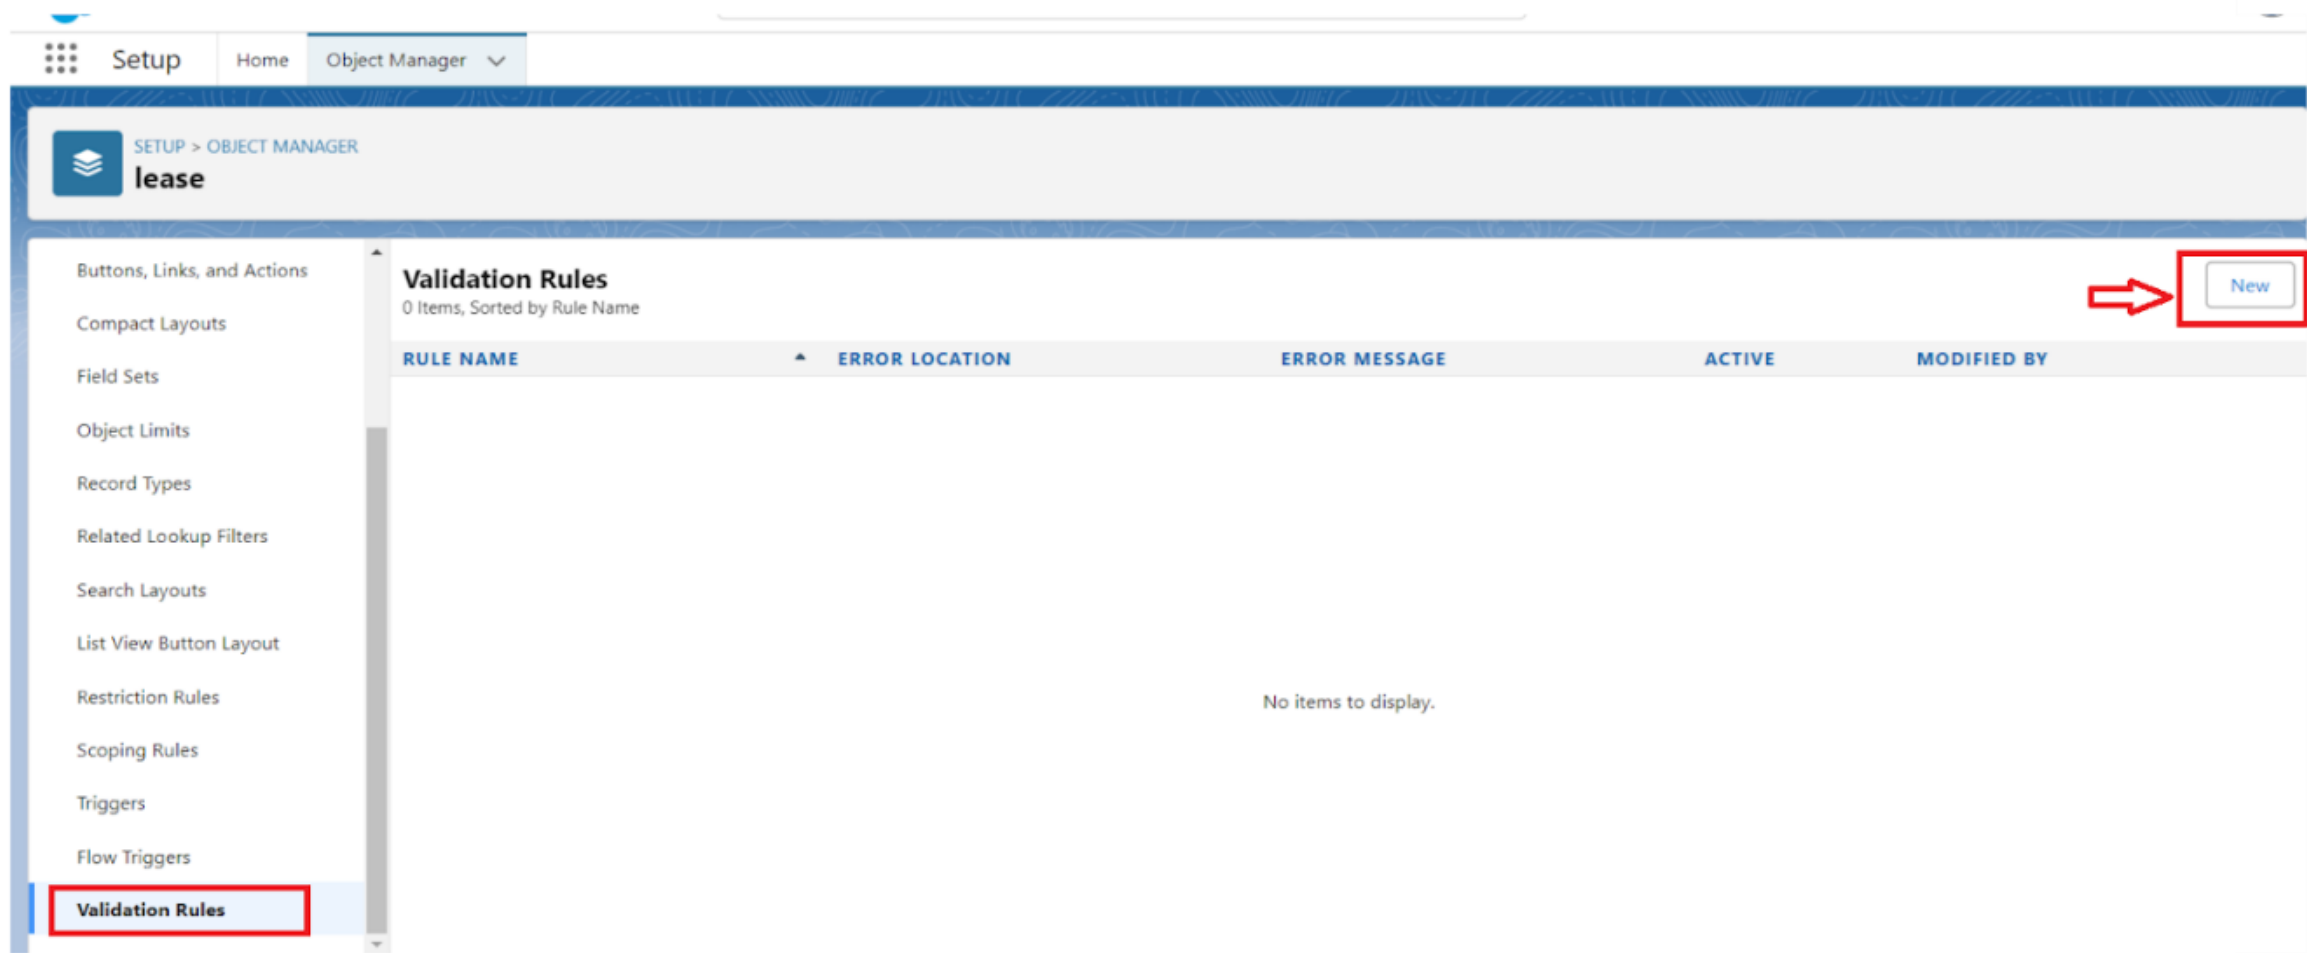 Setup
Home
Object Manager
SETUP > OBJECT MANAGER
lease
Buttons, Links, and Actions
Compact Layouts
Field Sets
Object Limits
Record Types
Related Lookup Filters
Search Layouts
List View Button Layout
Restriction Rules
Scoping Rules
Triggers
Flow Triggers
Validation Rules
Validation Rules
0 Items, Sorted by Rule Name
New
RULE NAME
ERROR LOCATION
ERROR MESSAGE
ACTIVE
MODIFIED BY
No items to display.